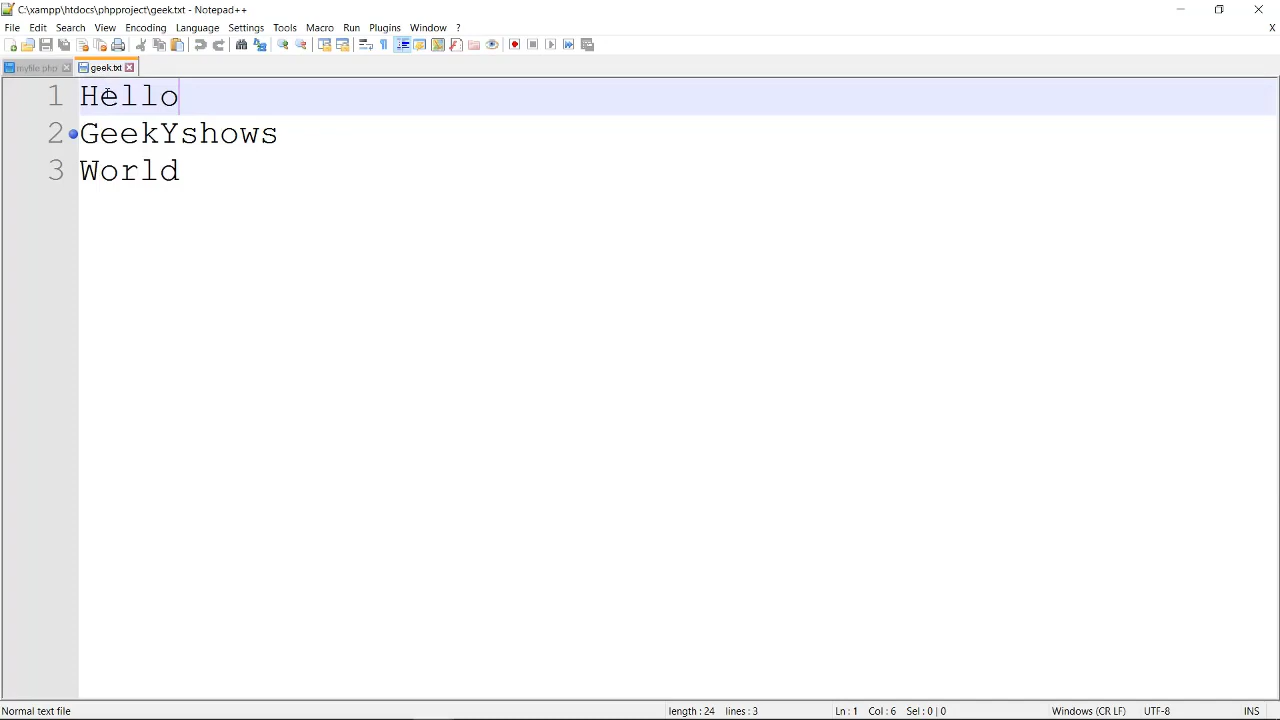 C:\xampp\htdocs\phpproject\geek.txt - Notepad++
File Edit Search View Encoding Language Settings Tools Macro Run Plugins Window ? X
myfile.php geek.txt
1 Hello
2 GeekYshows
3 World
Normal text file length : 24 lines : 3 Ln : 1 Col : 6 Sel : 0 | 0 Windows (CR LF) UTF-8 INS